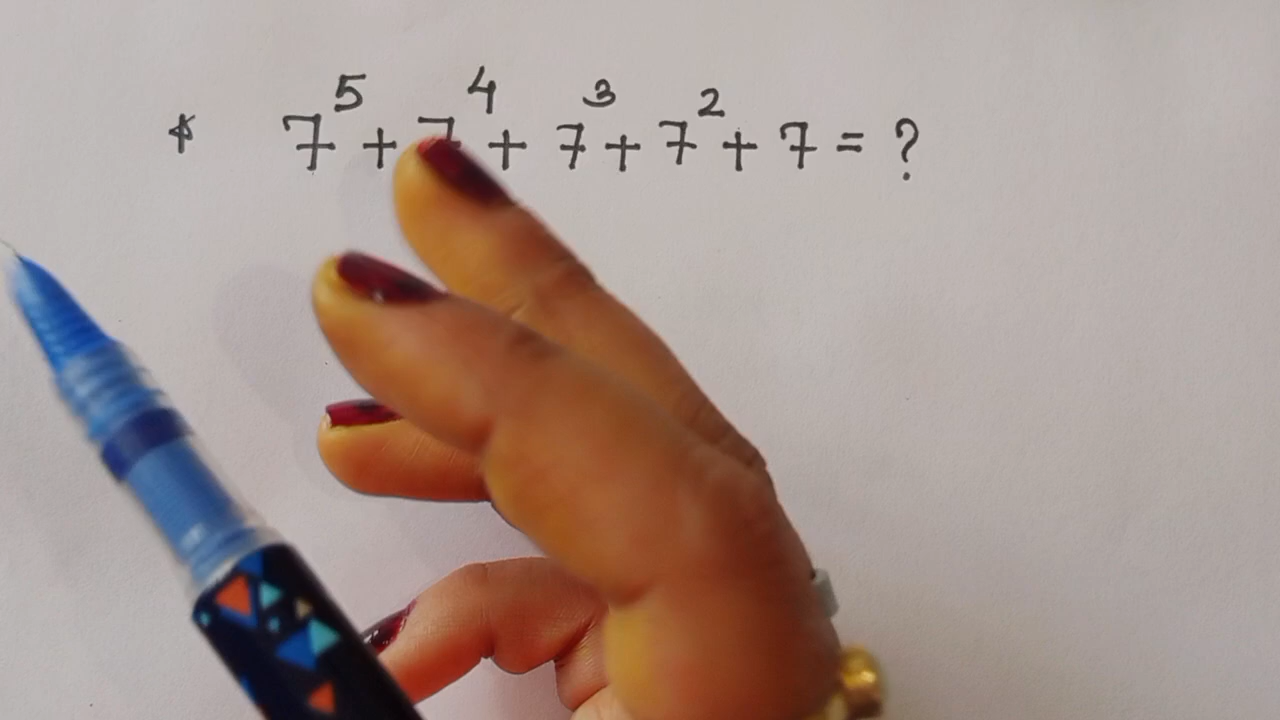 * 7⁵ + 7⁴ + 7³ + 7² + 7 = ?